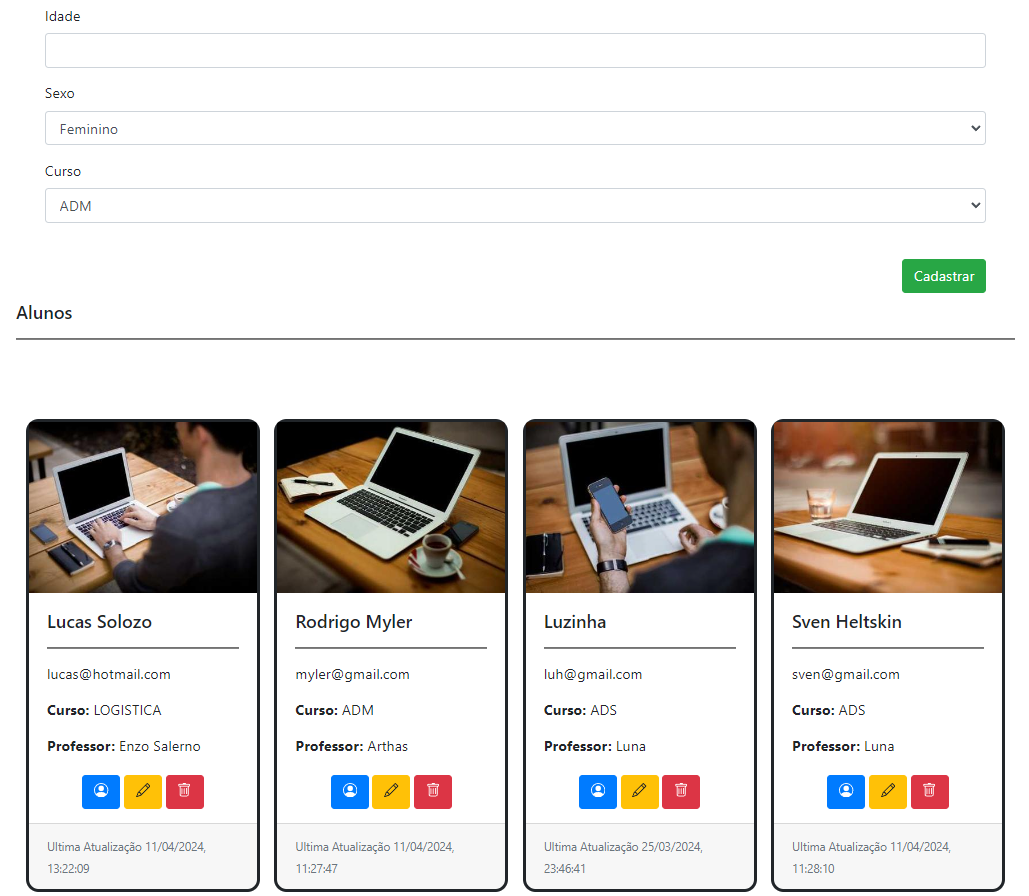 Idade
Sexo
Feminino
Curso
ADM
Cadastrar
Alunos
Lucas Solozo
lucas@hotmail.com
Curso: LOGISTICA
Professor: Enzo Salerno
Ultima Atualização 11/04/2024,
13:22:09
Rodrigo Myler
myler@gmail.com
Curso: ADM
Professor: Arthas
Ultima Atualização 11/04/2024,
11:27:47
Luzinha
luh@gmail.com
Curso: ADS
Professor: Luna
Ultima Atualização 25/03/2024,
23:46:41
Sven Heltskin
sven@gmail.com
Curso: ADS
Professor: Luna
Ultima Atualização 11/04/2024,
11:28:10